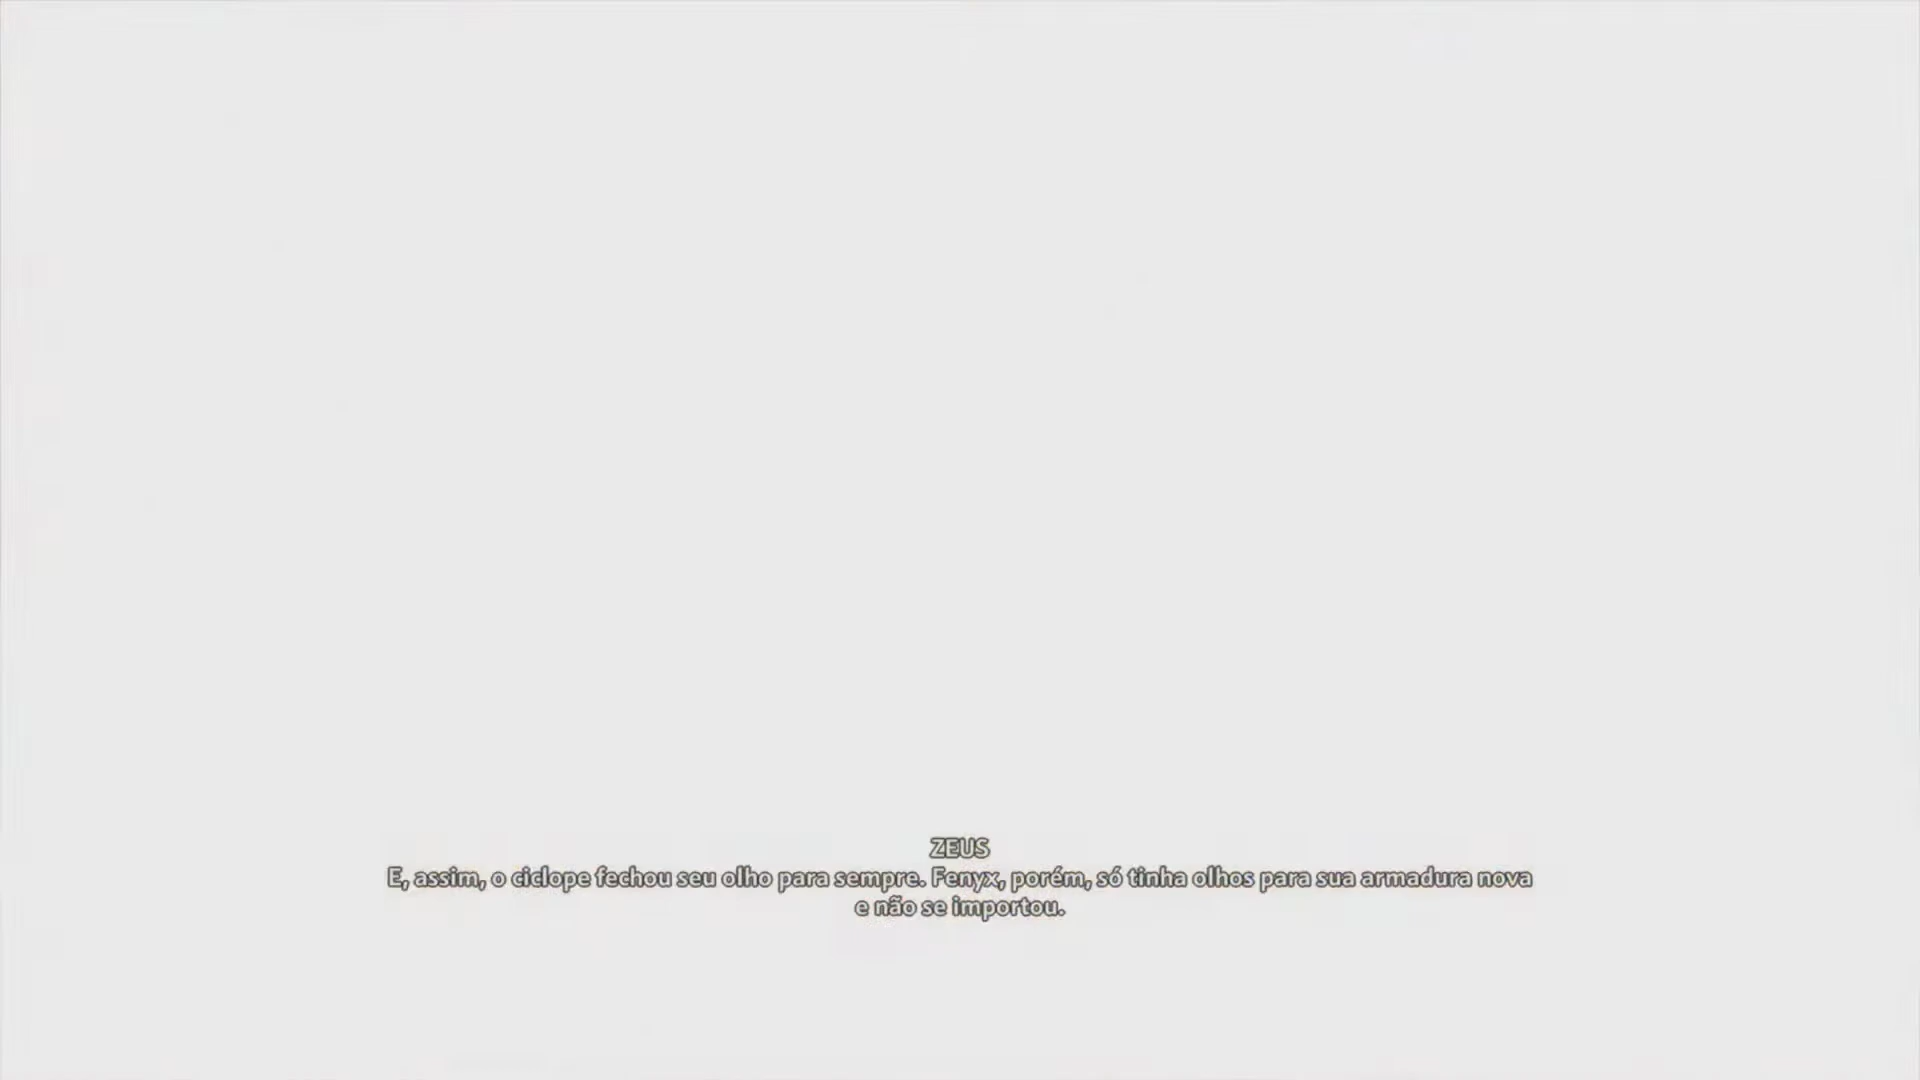 ZEUS
E, assim, o ciclope fechou seu olho para sempre. Fenyx, porém, só tinha olhos para sua armadura nova
e não se importou.